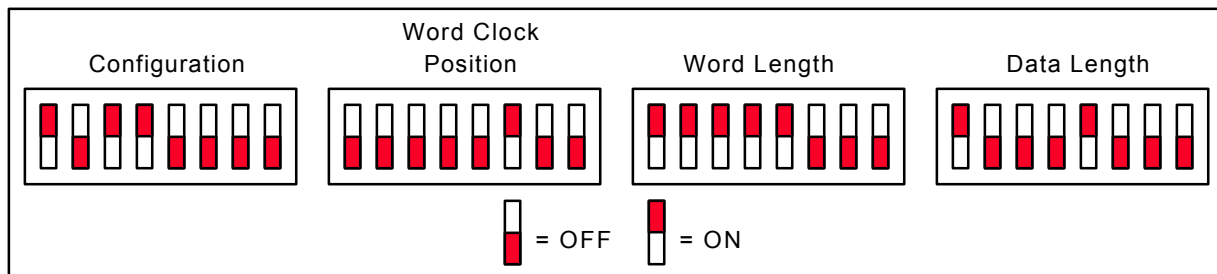 Configuration
Word Clock
Position
Word Length
Data Length
= OFF
= ON